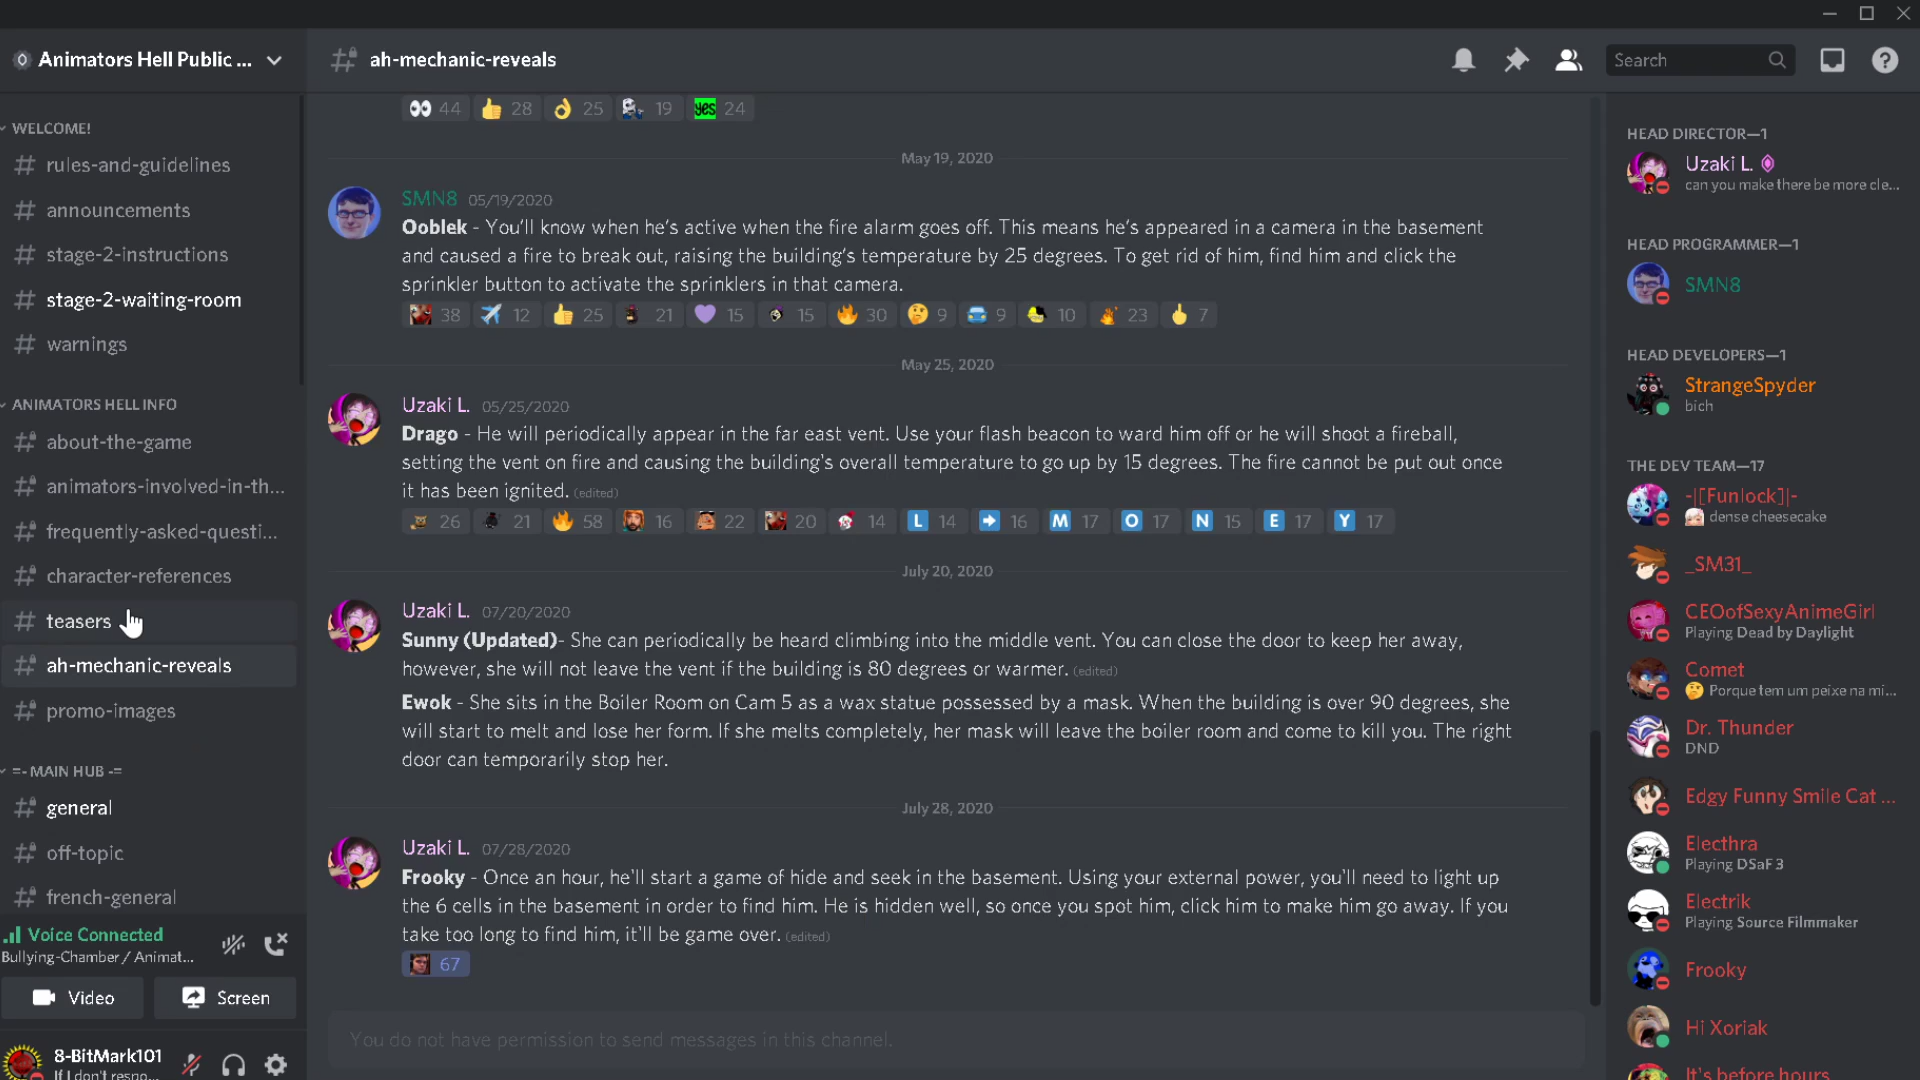 Animators Hell Public ...
WELCOME!
rules-and-guidelines
announcements
stage-2-instructions
stage-2-waiting-room
warnings
ANIMATORS HELL INFO
about-the-game
animators-involved-in-th...
frequently-asked-questi...
character-references
teasers
ah-mechanic-reveals
promo-images
=- MAIN HUB -=
general
off-topic
french-general
Voice Connected
Bullying-Chamber / Animat...
Video Screen
8-BitMark101
If I don't respo...
ah-mechanic-reveals
Search
44 28 25 19 yes 24
May 19, 2020
SMN8 05/19/2020
Ooblek - You'll know when he's active when the fire alarm goes off. This means he's appeared in a camera in the basement
and caused a fire to break out, raising the building's temperature by 25 degrees. To get rid of him, find him and click the
sprinkler button to activate the sprinklers in that camera.
38 12 25 21 15 15 30 9 9 10 23 7
May 25, 2020
Uzaki L. 05/25/2020
Drago - He will periodically appear in the far east vent. Use your flash beacon to ward him off or he will shoot a fireball,
setting the vent on fire and causing the building's overall temperature to go up by 15 degrees. The fire cannot be put out once
it has been ignited. (edited)
26 21 58 16 22 20 14 L 14 16 M 17 O 17 N 15 E 17 Y 17
July 20, 2020
Uzaki L. 07/20/2020
Sunny (Updated)- She can periodically be heard climbing into the middle vent. You can close the door to keep her away,
however, she will not leave the vent if the building is 80 degrees or warmer. (edited)
Ewok - She sits in the Boiler Room on Cam 5 as a wax statue possessed by a mask. When the building is over 90 degrees, she
will start to melt and lose her form. If she melts completely, her mask will leave the boiler room and come to kill you. The right
door can temporarily stop her.
July 28, 2020
Uzaki L. 07/28/2020
Frooky - Once an hour, he'll start a game of hide and seek in the basement. Using your external power, you'll need to light up
the 6 cells in the basement in order to find him. He is hidden well, so once you spot him, click him to make him go away. If you
take too long to find him, it'll be game over. (edited)
67
You do not have permission to send messages in this channel.
HEAD DIRECTOR—1
Uzaki L.
can you make there be more cle...
HEAD PROGRAMMER—1
SMN8
HEAD DEVELOPERS—1
StrangeSpyder
bich
THE DEV TEAM—17
-|[Funlock]|-
dense cheesecake
_SM31_
CEOofSexyAnimeGirl
Playing Dead by Daylight
Comet
Porque tem um peixe na mi...
Dr. Thunder
DND
Edgy Funny Smile Cat ...
Electhra
Playing DSaF 3
Electrik
Playing Source Filmmaker
Frooky
Hi Xoriak
It's before hours